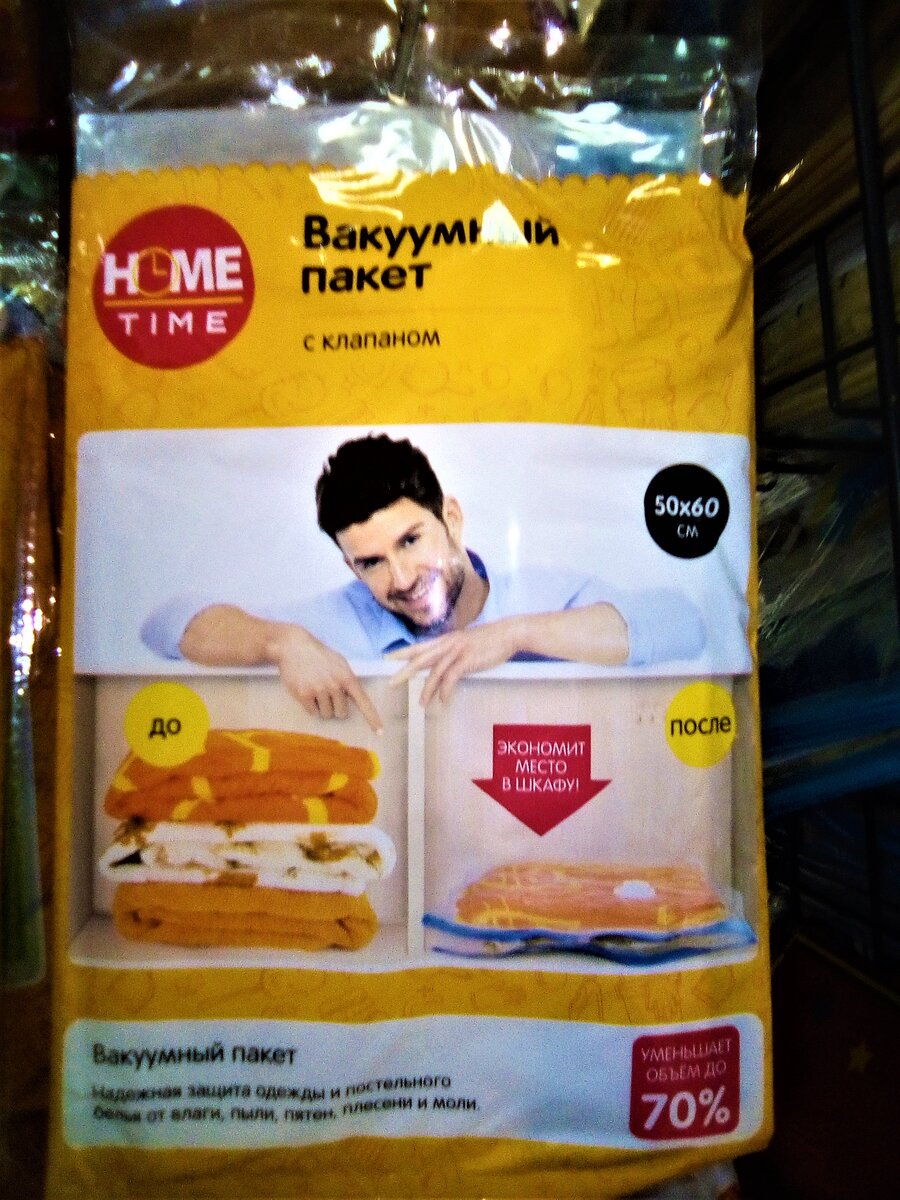 HOME
TIME
Вакуумный
пакет
с клапаном
50х60
см
до
после
ЭКОНОМИТ
МЕСТО
В ШКАФУ!
Вакуумный пакет
Надежная защита одежды и постельного
белья от влаги, пыли, пятен, плесени и моли.
УМЕНЬШАЕТ
ОБЪЕМ ДО
70%